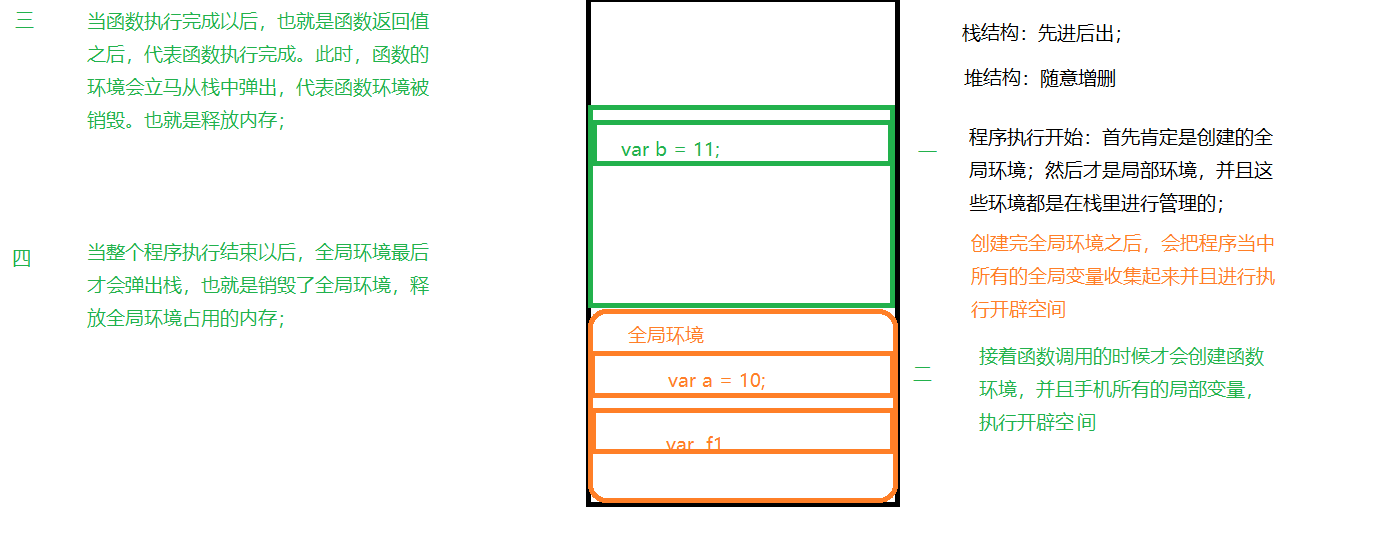 三
当函数执行完成以后，也就是函数返回值
之后，代表函数执行完成。此时，函数的
环境会立马从栈中弹出，代表函数环境被
销毁。也就是释放内存；
四
当整个程序执行结束以后，全局环境最后
才会弹出栈，也就是销毁了全局环境，释
放全局环境占用的内存；
var b = 11;
全局环境
var a = 10;
var f1
栈结构：先进后出；
堆结构：随意增删
一
程序执行开始：首先肯定是创建的全
局环境；然后才是局部环境，并且这
些环境都是在栈里进行管理的；
创建完全局环境之后，会把程序当中
所有的全局变量收集起来并且进行执
行开辟空间
二
接着函数调用的时候才会创建函数
环境，并且手机所有的局部变量，
执行开辟空间